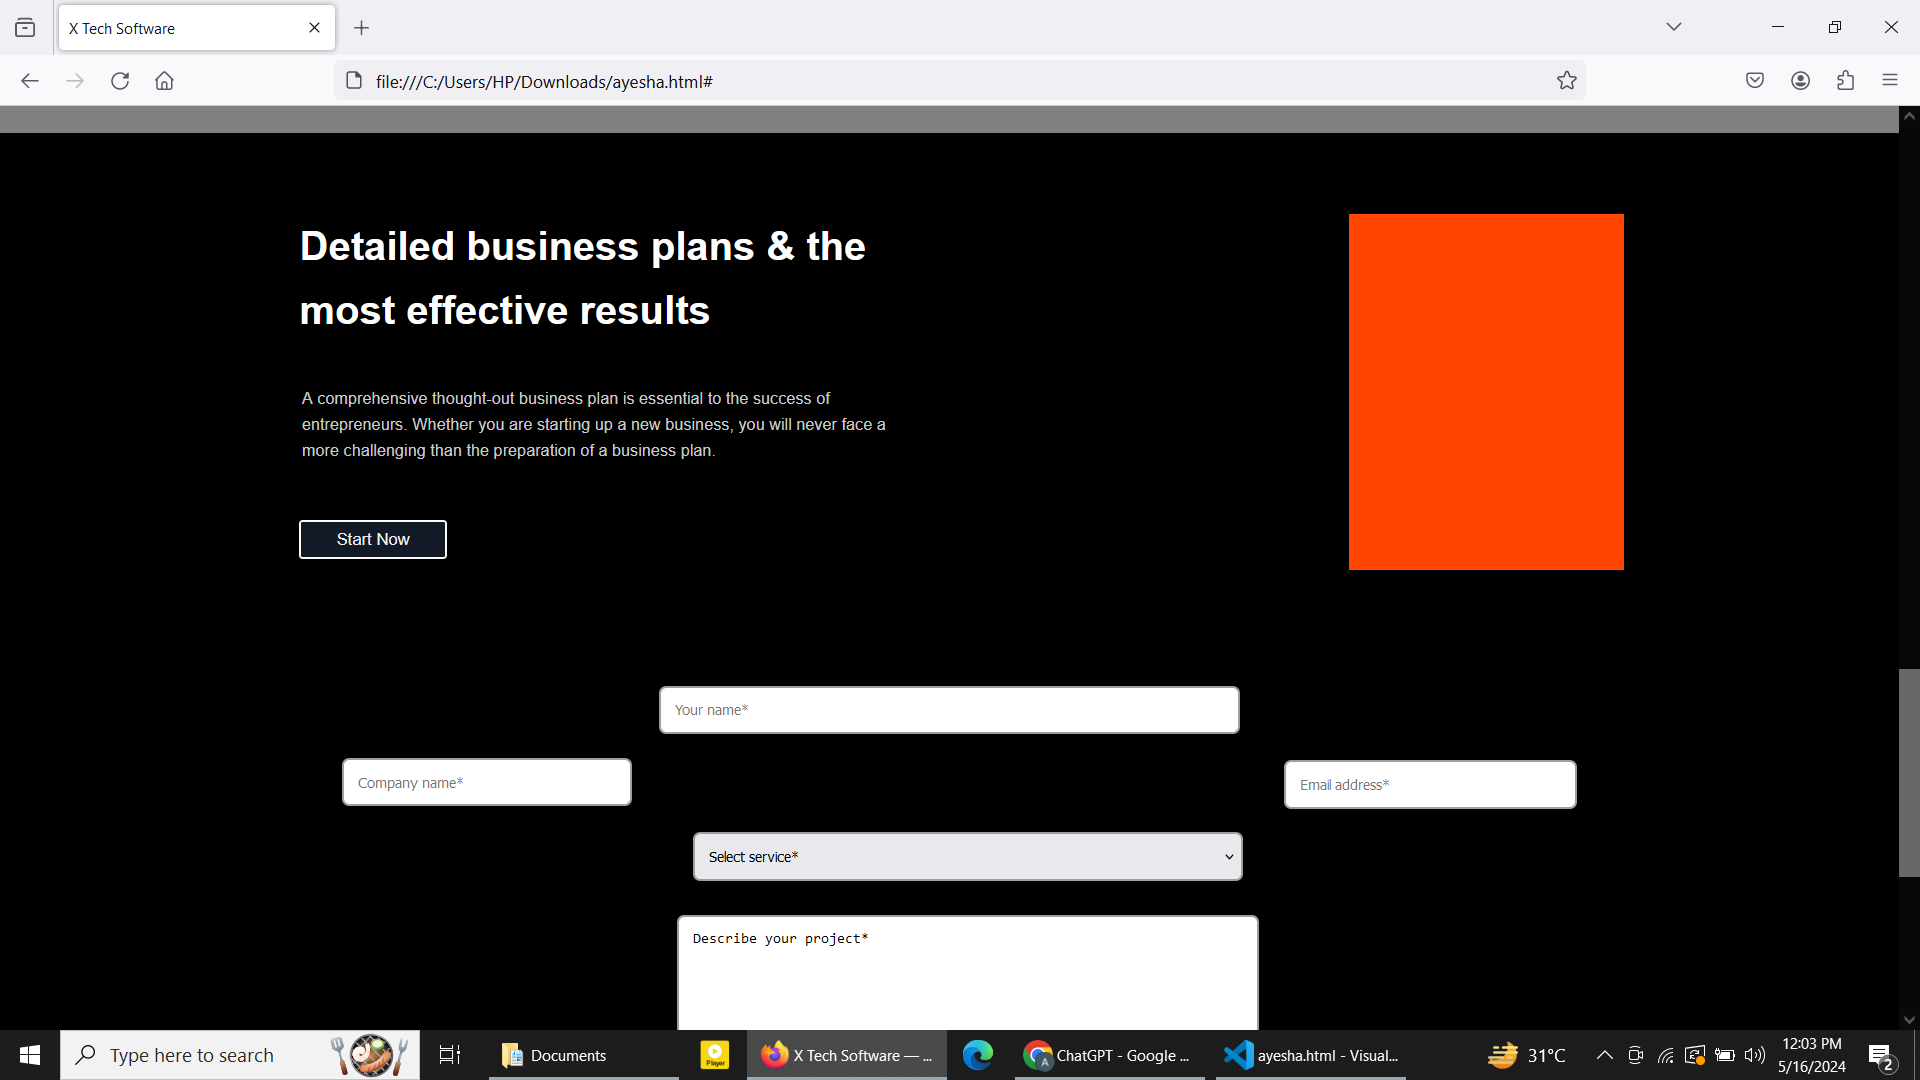 X Tech Software
file:///C:/Users/HP/Downloads/ayesha.html#
Detailed business plans & the
most effective results
A comprehensive thought-out business plan is essential to the success of
entrepreneurs. Whether you are starting up a new business, you will never face a
more challenging than the preparation of a business plan.
Start Now
Your name*
Company name*
Email address*
Select service*
Describe your project*
Type here to search
Documents
Player
X Tech Software — ...
A
ChatGPT - Google ...
ayesha.html - Visual...
31°C
12:03 PM
5/16/2024
2